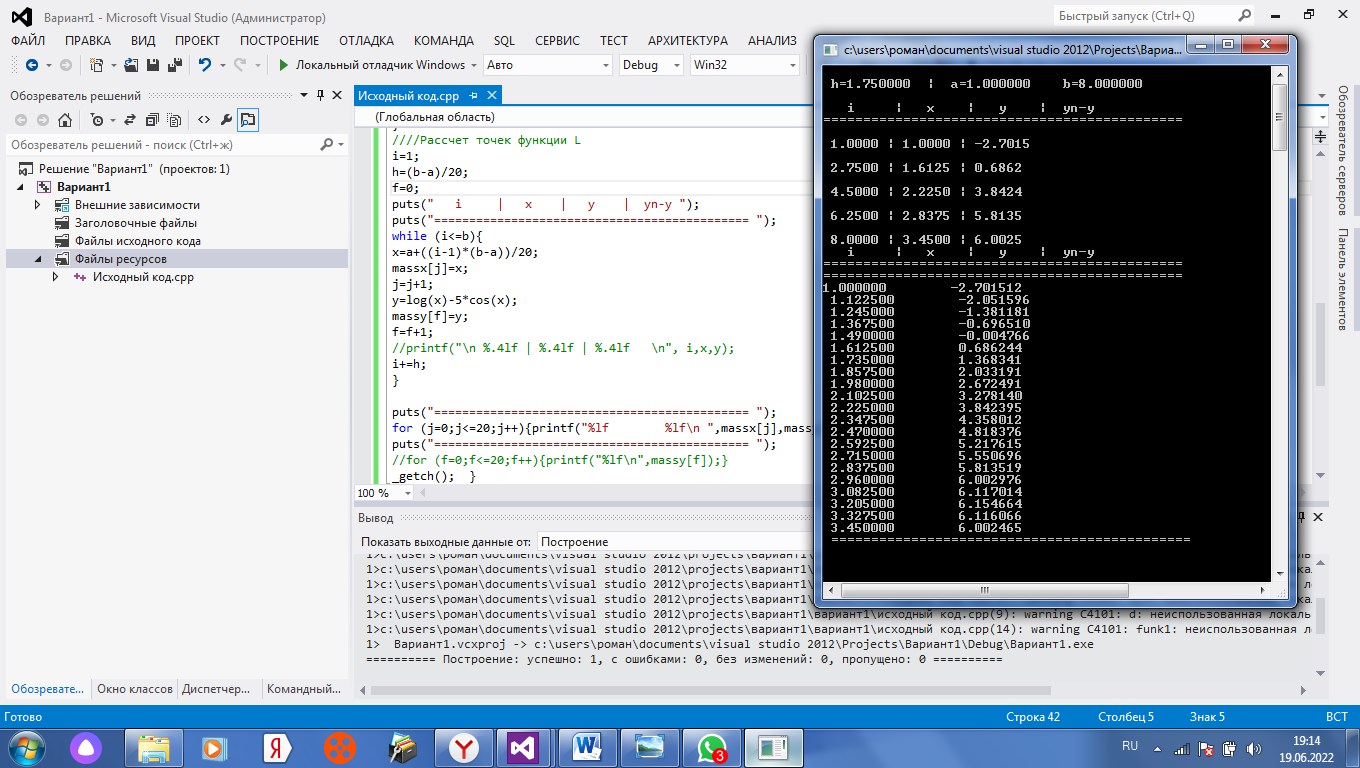 Вариант1 - Microsoft Visual Studio (Администратор)
Быстрый запуск (Ctrl+Q)
ФАЙЛ ПРАВКА ВИД ПРОЕКТ ПОСТРОЕНИЕ ОТЛАДКА КОМАНДА SQL СЕРВИС ТЕСТ АРХИТЕКТУРА АНАЛИЗ
Локальный отладчик Windows Авто Debug Win32
Обозреватель решений
Обозреватель решений - поиск (Ctrl+ж)
Решение "Вариант1" (проектов: 1)
Вариант1
Внешние зависимости
Заголовочные файлы
Файлы исходного кода
Файлы ресурсов
Исходный код.cpp
Обозревате... Окно классов Диспетчер... Командный...
Исходный код.cpp
(Глобальная область)
////Рассчет точек функции L
i=1;
h=(b-a)/20;
f=0;
puts("   i     |   x    |   y    |  yn-y ");
puts("============================================= ");
while (i<=b){
x=a+((i-1)*(b-a))/20;
massx[j]=x;
j=j+1;
y=log(x)-5*cos(x);
massy[f]=y;
f=f+1;
//printf("\n %.4lf | %.4lf | %.4lf   \n", i,x,y);
i+=h;
}
puts("============================================= ");
for (j=0;j<=20;j++){printf("%lf        %lf\n ",massx[j],mass
puts("============================================= ");
//for (f=0;f<=20;f++){printf("%lf\n",massy[f]);}
_getch();  }
100 %
Вывод
Показать выходные данные от: Построение
1>c:\users\роман\documents\visual studio 2012\projects\вариант1\
1>c:\users\роман\documents\visual studio 2012\projects\вариант1\
1>c:\users\роман\documents\visual studio 2012\projects\вариант1\
1>c:\users\роман\documents\visual studio 2012\projects\вариант1\
1>c:\users\роман\documents\visual studio 2012\projects\вариант1\вариант1\исходный код.cpp(9): warning C4101: d: неиспользованная локаль
1>c:\users\роман\documents\visual studio 2012\projects\вариант1\вариант1\исходный код.cpp(14): warning C4101: funk1: неиспользованная л
1>  Вариант1.vcxproj -> c:\users\роман\documents\visual studio 2012\Projects\Вариант1\Debug\Вариант1.exe
========== Построение: успешно: 1, с ошибками: 0, без изменений: 0, пропущено: 0 ==========
c:\users\роман\documents\visual studio 2012\Projects\Вариа...
h=1.750000  ¦  a=1.000000    b=8.000000
i     ¦   x    ¦   y    ¦  yn-y
=============================================
1.0000 ¦ 1.0000 ¦ -2.7015
2.7500 ¦ 1.6125 ¦ 0.6862
4.5000 ¦ 2.2250 ¦ 3.8424
6.2500 ¦ 2.8375 ¦ 5.8135
8.0000 ¦ 3.4500 ¦ 6.0025
i     ¦   x    ¦   y    ¦  yn-y
=============================================
=============================================
1.000000        -2.701512
1.122500        -2.051596
1.245000        -1.381181
1.367500        -0.696510
1.490000        -0.004766
1.612500        0.686244
1.735000        1.368341
1.857500        2.033191
1.980000        2.672491
2.102500        3.278140
2.225000        3.842395
2.347500        4.358012
2.470000        4.818376
2.592500        5.217615
2.715000        5.550696
2.837500        5.813519
2.960000        6.002976
3.082500        6.117014
3.205000        6.154664
3.327500        6.116066
3.450000        6.002465
=============================================
Обозреватель серверов
Панель элементов
Готово Строка 42 Столбец 5 Знак 5 ВСТ
RU
3
19:14
19.06.2022